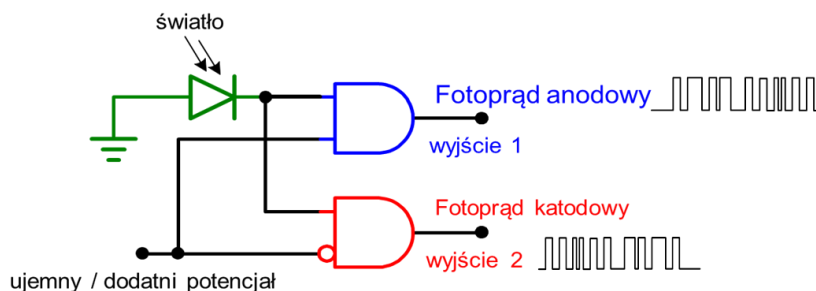 światło
Fotoprąd anodowy
wyjście 1
Fotoprąd katodowy
wyjście 2
ujemny / dodatni potencjał